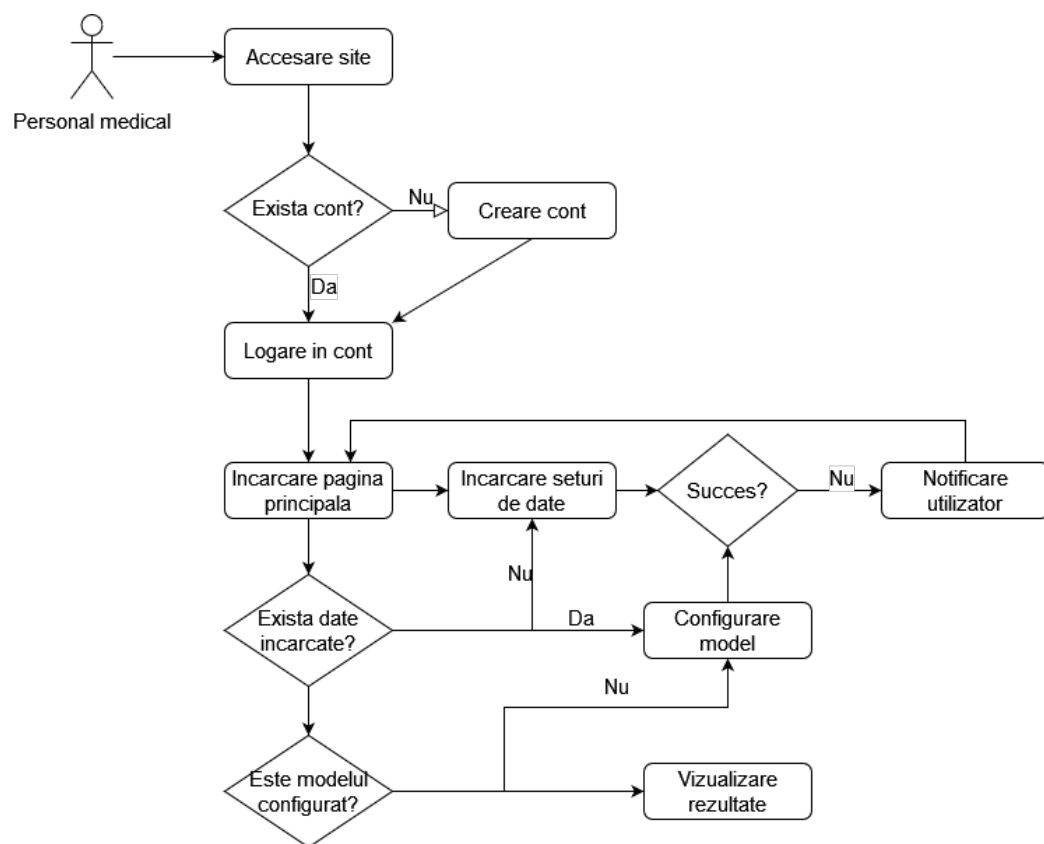 Accesare site
Personal medical
Exista cont?
Nu
Creare cont
Da
Logare in cont
Incarcare pagina
principala
Incarcare seturi
de date
Succes?
Nu
Notificare
utilizator
Nu
Exista date
incarcate?
Da
Configurare
model
Nu
Este modelul
configurat?
Vizualizare
rezultate